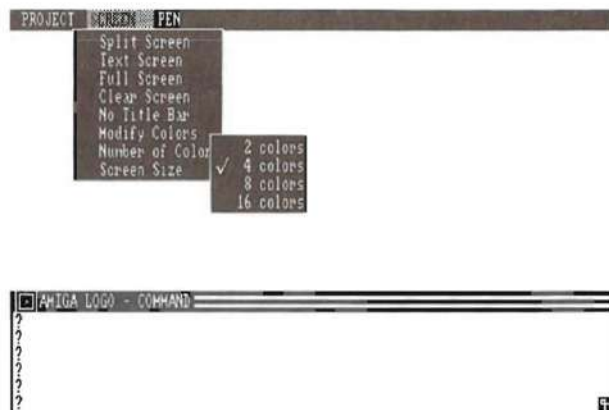 PROJECT SCREEN PEN
Split Screen
Text Screen
Full Screen
Clear Screen
No Title Bar
Modify Colors
Number of Color
Screen Size
2 colors
✓ 4 colors
8 colors
16 colors
AMIGA LOGO - COMMAND
?
?
?
?
?
?